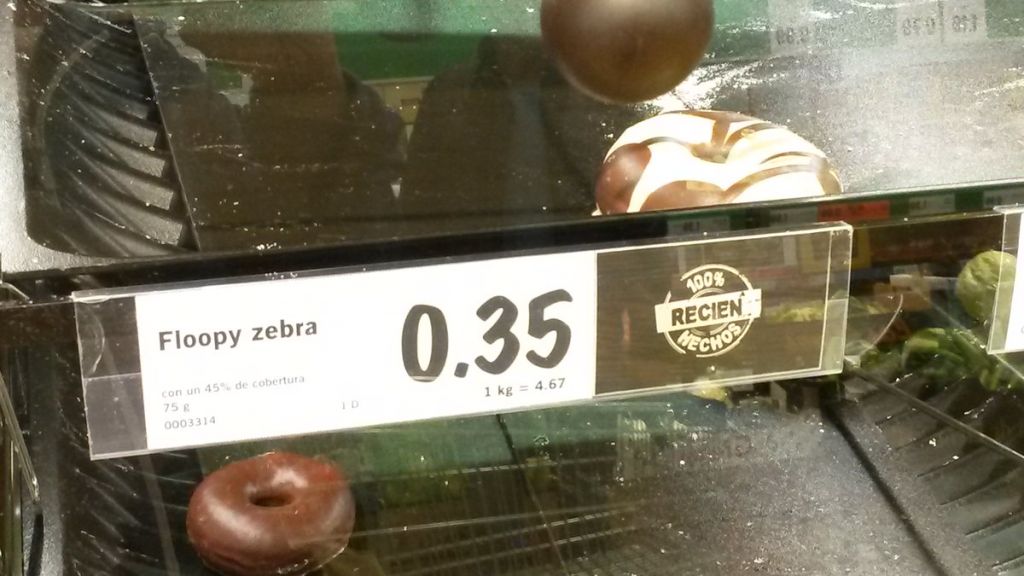 Floopy zebra
0.35
con un 45% de cobertura
75 g
1 D
1 kg = 4.67
0003314
100%
RECIEN
HECHOS